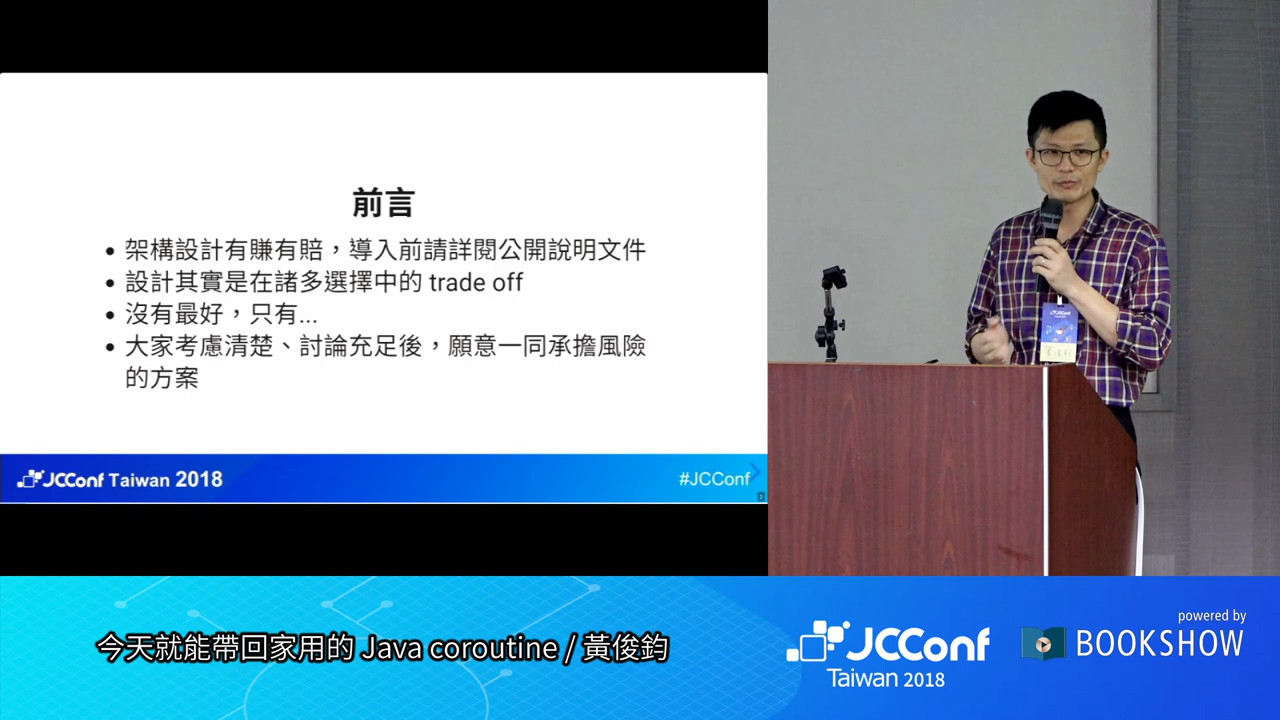 前言
架構設計有賺有賠，導入前請詳閱公開說明文件
設計其實是在諸多選擇中的 trade off
沒有最好，只有...
大家考慮清楚、討論充足後，願意一同承擔風險
的方案
JCConf Taiwan 2018
#JCConf
今天就能帶回家用的 Java coroutine / 黃俊鈞
JCConf
Taiwan 2018
powered by
BOOKSHOW